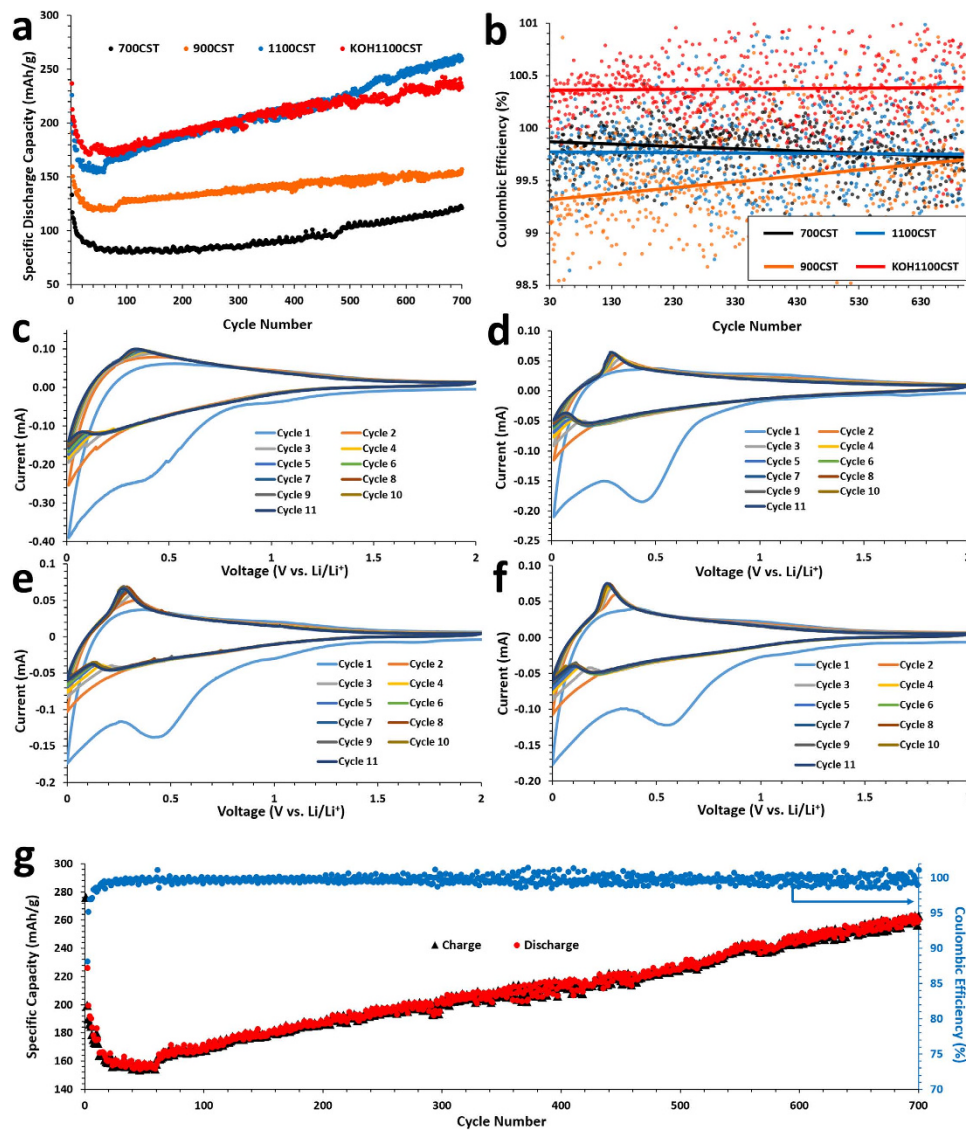 a
300
250
200
150
100
50
Specific Discharge Capacity (mAh/g)
700CST 900CST 1100CST KOH1100CST
0 100 200 300 400 500 600 700
Cycle Number
b
101
100.5
100
99.5
99
98.5
Coulombic Efficiency (%)
700CST 1100CST
900CST KOH1100CST
30 130 230 330 430 530 630
Cycle Number
c
0.10
0.00
-0.10
-0.20
-0.30
-0.40
Current (mA)
Cycle 1 Cycle 2
Cycle 3 Cycle 4
Cycle 5 Cycle 6
Cycle 7 Cycle 8
Cycle 9 Cycle 10
Cycle 11
0 0.5 1 1.5 2
Voltage (V vs. Li/Li⁺)
d
0.10
0.05
0.00
-0.05
-0.10
-0.15
-0.20
-0.25
Current (mA)
Cycle 1 Cycle 2
Cycle 3 Cycle 4
Cycle 5 Cycle 6
Cycle 7 Cycle 8
Cycle 9 Cycle 10
Cycle 11
0 0.5 1 1.5 2
Voltage (V vs. Li/Li⁺)
e
0.1
0.05
0
-0.05
-0.1
-0.15
-0.2
Current (mA)
Cycle 1 Cycle 2
Cycle 3 Cycle 4
Cycle 5 Cycle 6
Cycle 7 Cycle 8
Cycle 9 Cycle 10
Cycle 11
0 0.5 1 1.5 2
Voltage (V vs. Li/Li⁺)
f
0.10
0.05
0.00
-0.05
-0.10
-0.15
-0.20
Current (mA)
Cycle 1 Cycle 2
Cycle 3 Cycle 4
Cycle 5 Cycle 6
Cycle 7 Cycle 8
Cycle 9 Cycle 10
Cycle 11
0 0.5 1 1.5 2
Voltage (V vs. Li/Li⁺)
g
300
280
260
240
220
200
180
160
140
Specific Capacity (mAh/g)
Charge Discharge
100
95
90
85
80
75
70
Coulombic Efficiency
(%)
0 100 200 300 400 500 600 700
Cycle Number